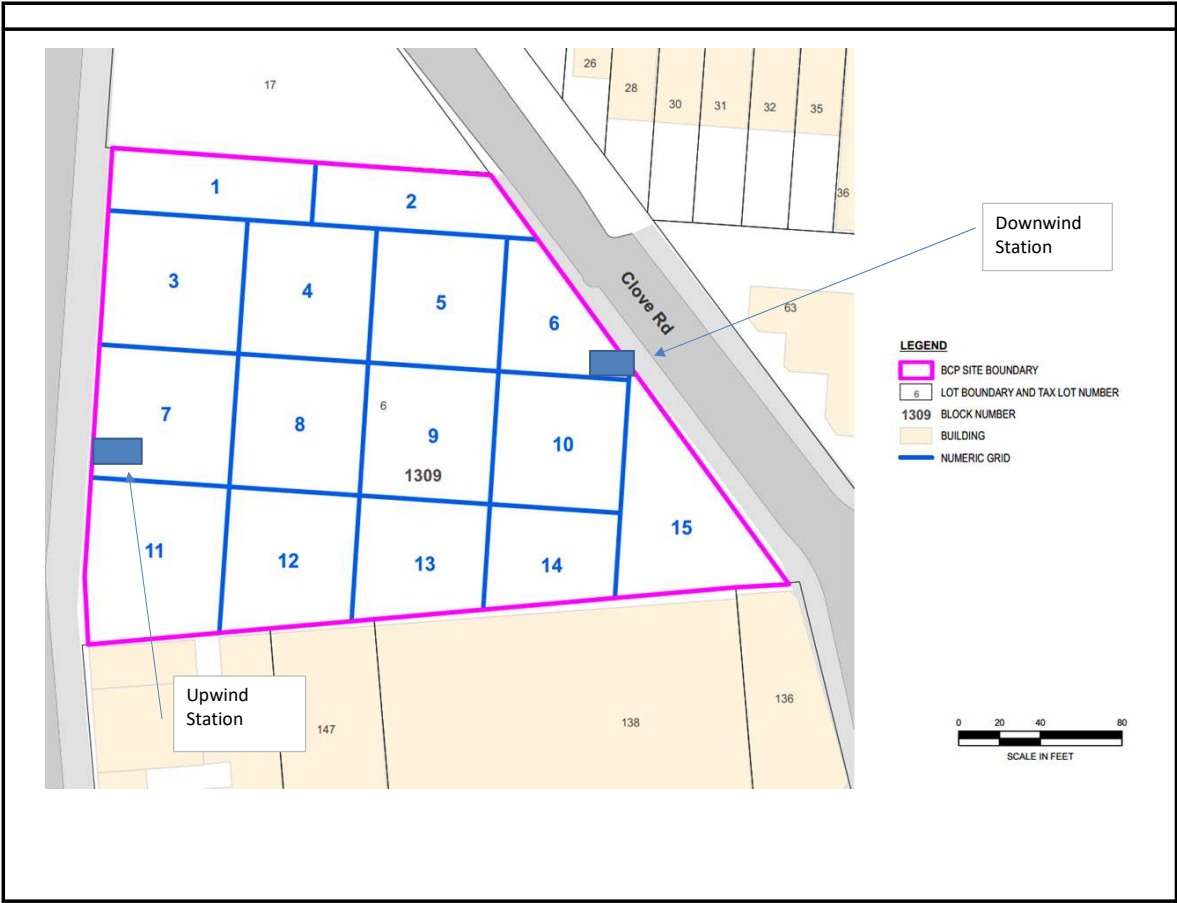 17
26
28
30
31
32
35
36
1
2
Downwind
Station
3
4
5
6
Clove Rd
63
LEGEND
BCP SITE BOUNDARY
6 LOT BOUNDARY AND TAX LOT NUMBER
1309 BLOCK NUMBER
BUILDING
NUMERIC GRID
7
8
6
9
10
1309
11
12
13
14
15
Upwind
Station
147
138
136
0 20 40 80
SCALE IN FEET